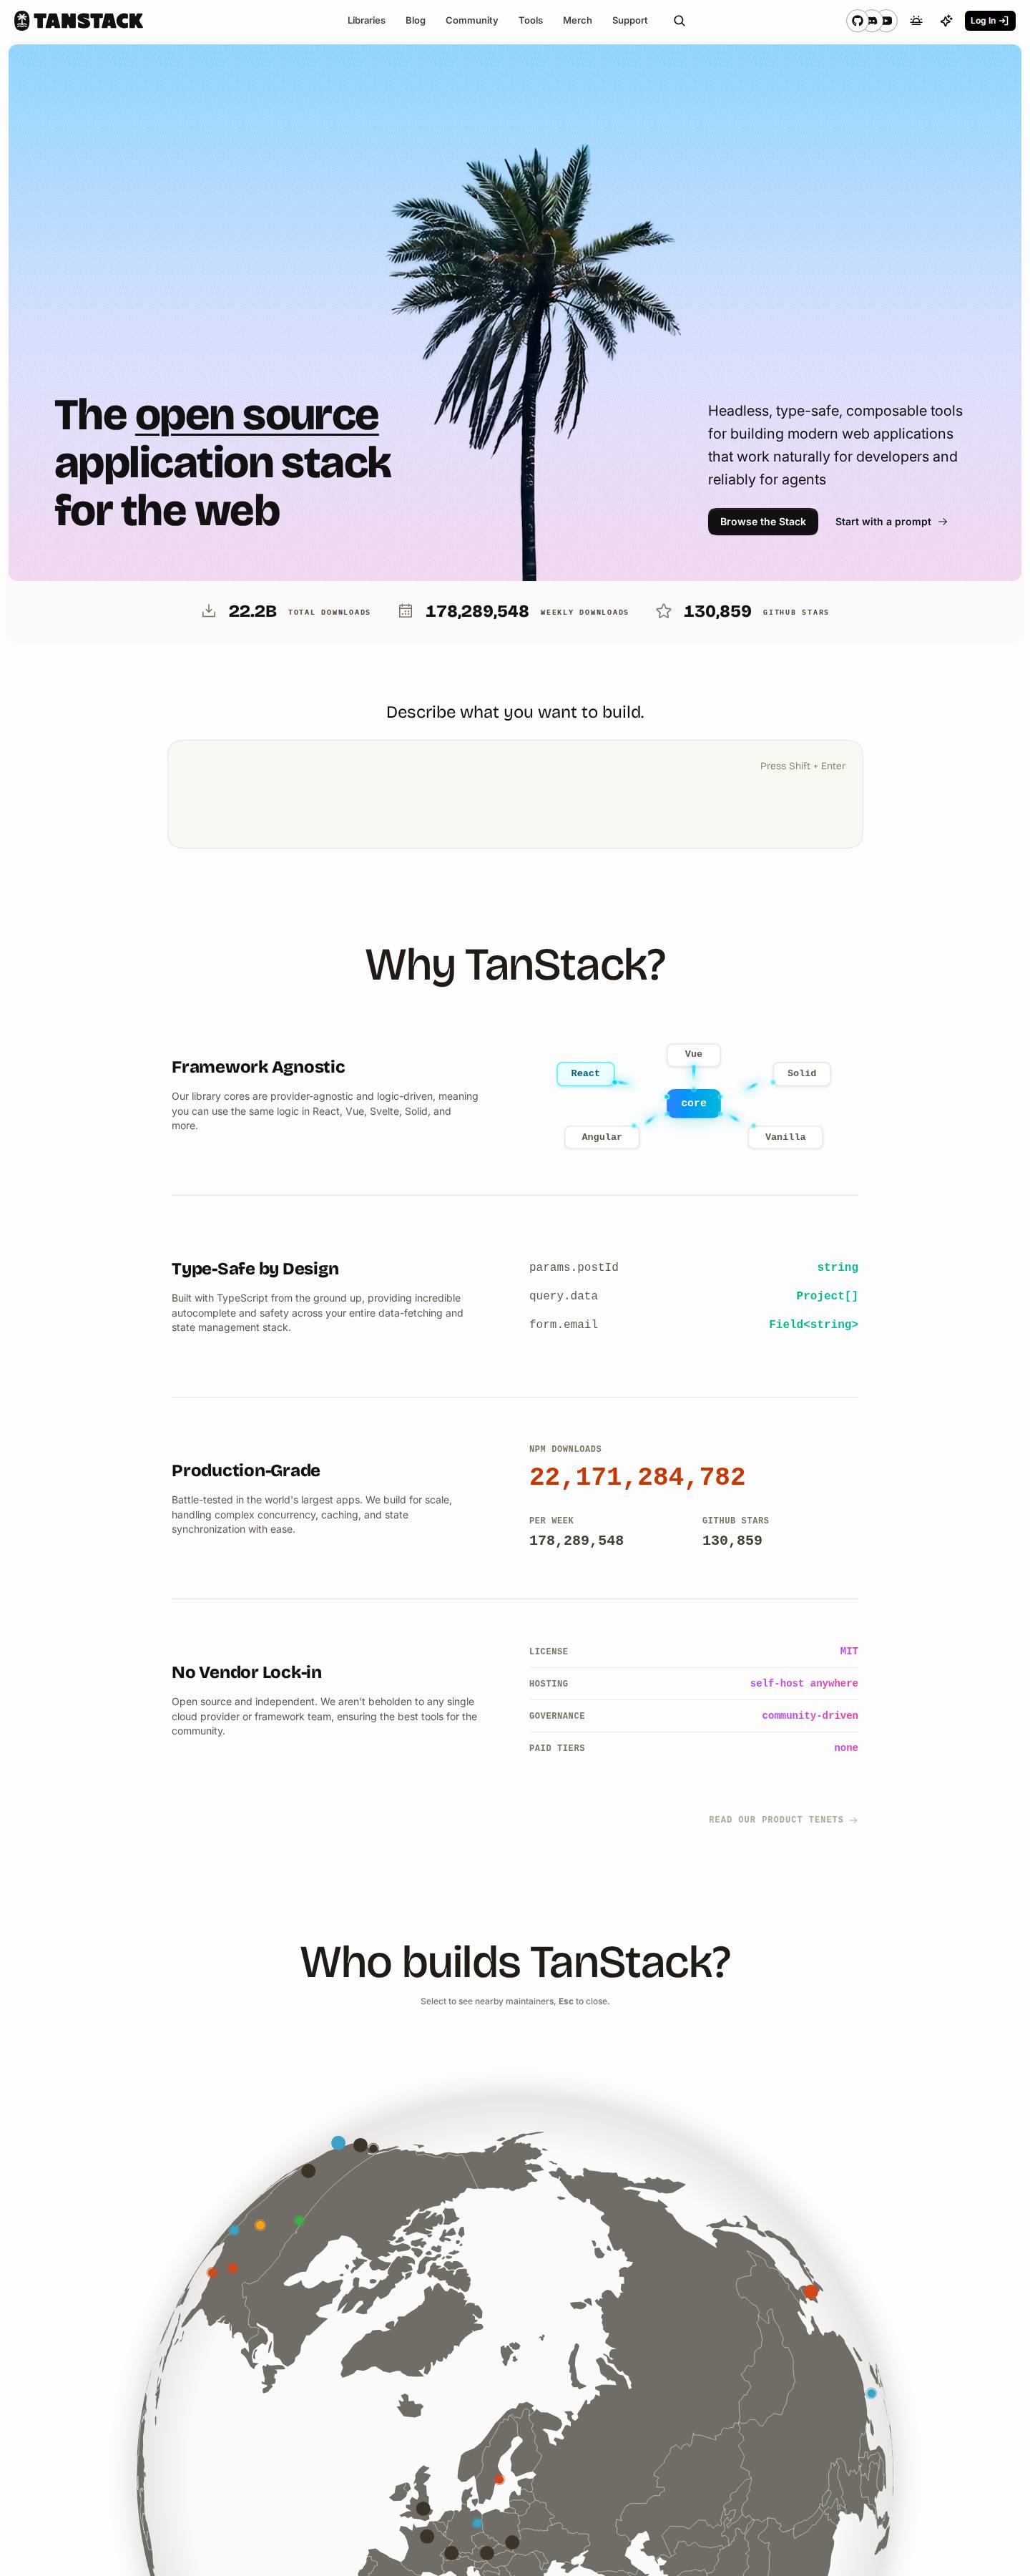 TANSTACK
Libraries
Blog
Community
Tools
Merch
Support
Log In
The open source
application stack
for the web
Headless, type-safe, composable tools
for building modern web applications
that work naturally for developers and
reliably for agents
Browse the Stack
Start with a prompt →
22.2B TOTAL DOWNLOADS
178,289,548 WEEKLY DOWNLOADS
130,859 GITHUB STARS
Describe what you want to build.
Press Shift + Enter
Why TanStack?
Framework Agnostic
Our library cores are provider-agnostic and logic-driven, meaning
you can use the same logic in React, Vue, Svelte, Solid, and
more.
Vue
React
Solid
core
Angular
Vanilla
Type-Safe by Design
Built with TypeScript from the ground up, providing incredible
autocomplete and safety across your entire data-fetching and
state management stack.
params.postId string
query.data Project[]
form.email Field<string>
Production-Grade
Battle-tested in the world's largest apps. We build for scale,
handling complex concurrency, caching, and state
synchronization with ease.
NPM DOWNLOADS
22,171,284,782
PER WEEK
178,289,548
GITHUB STARS
130,859
No Vendor Lock-in
Open source and independent. We aren't beholden to any single
cloud provider or framework team, ensuring the best tools for the
community.
LICENSE MIT
HOSTING self-host anywhere
GOVERNANCE community-driven
PAID TIERS none
READ OUR PRODUCT TENETS →
Who builds TanStack?
Select to see nearby maintainers, Esc to close.